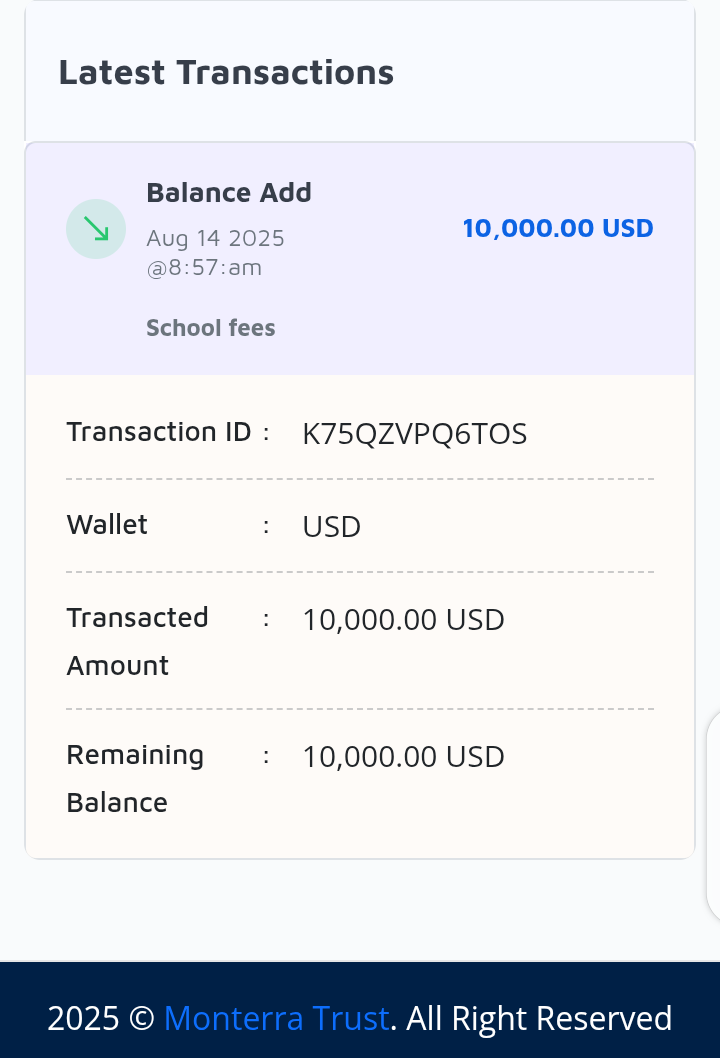 Latest Transactions
Balance Add
Aug 14 2025
@8:57:am
10,000.00 USD
School fees
Transaction ID : K75QZVPQ6TOS
Wallet : USD
Transacted Amount : 10,000.00 USD
Remaining Balance : 10,000.00 USD
2025 © Monterra Trust. All Right Reserved